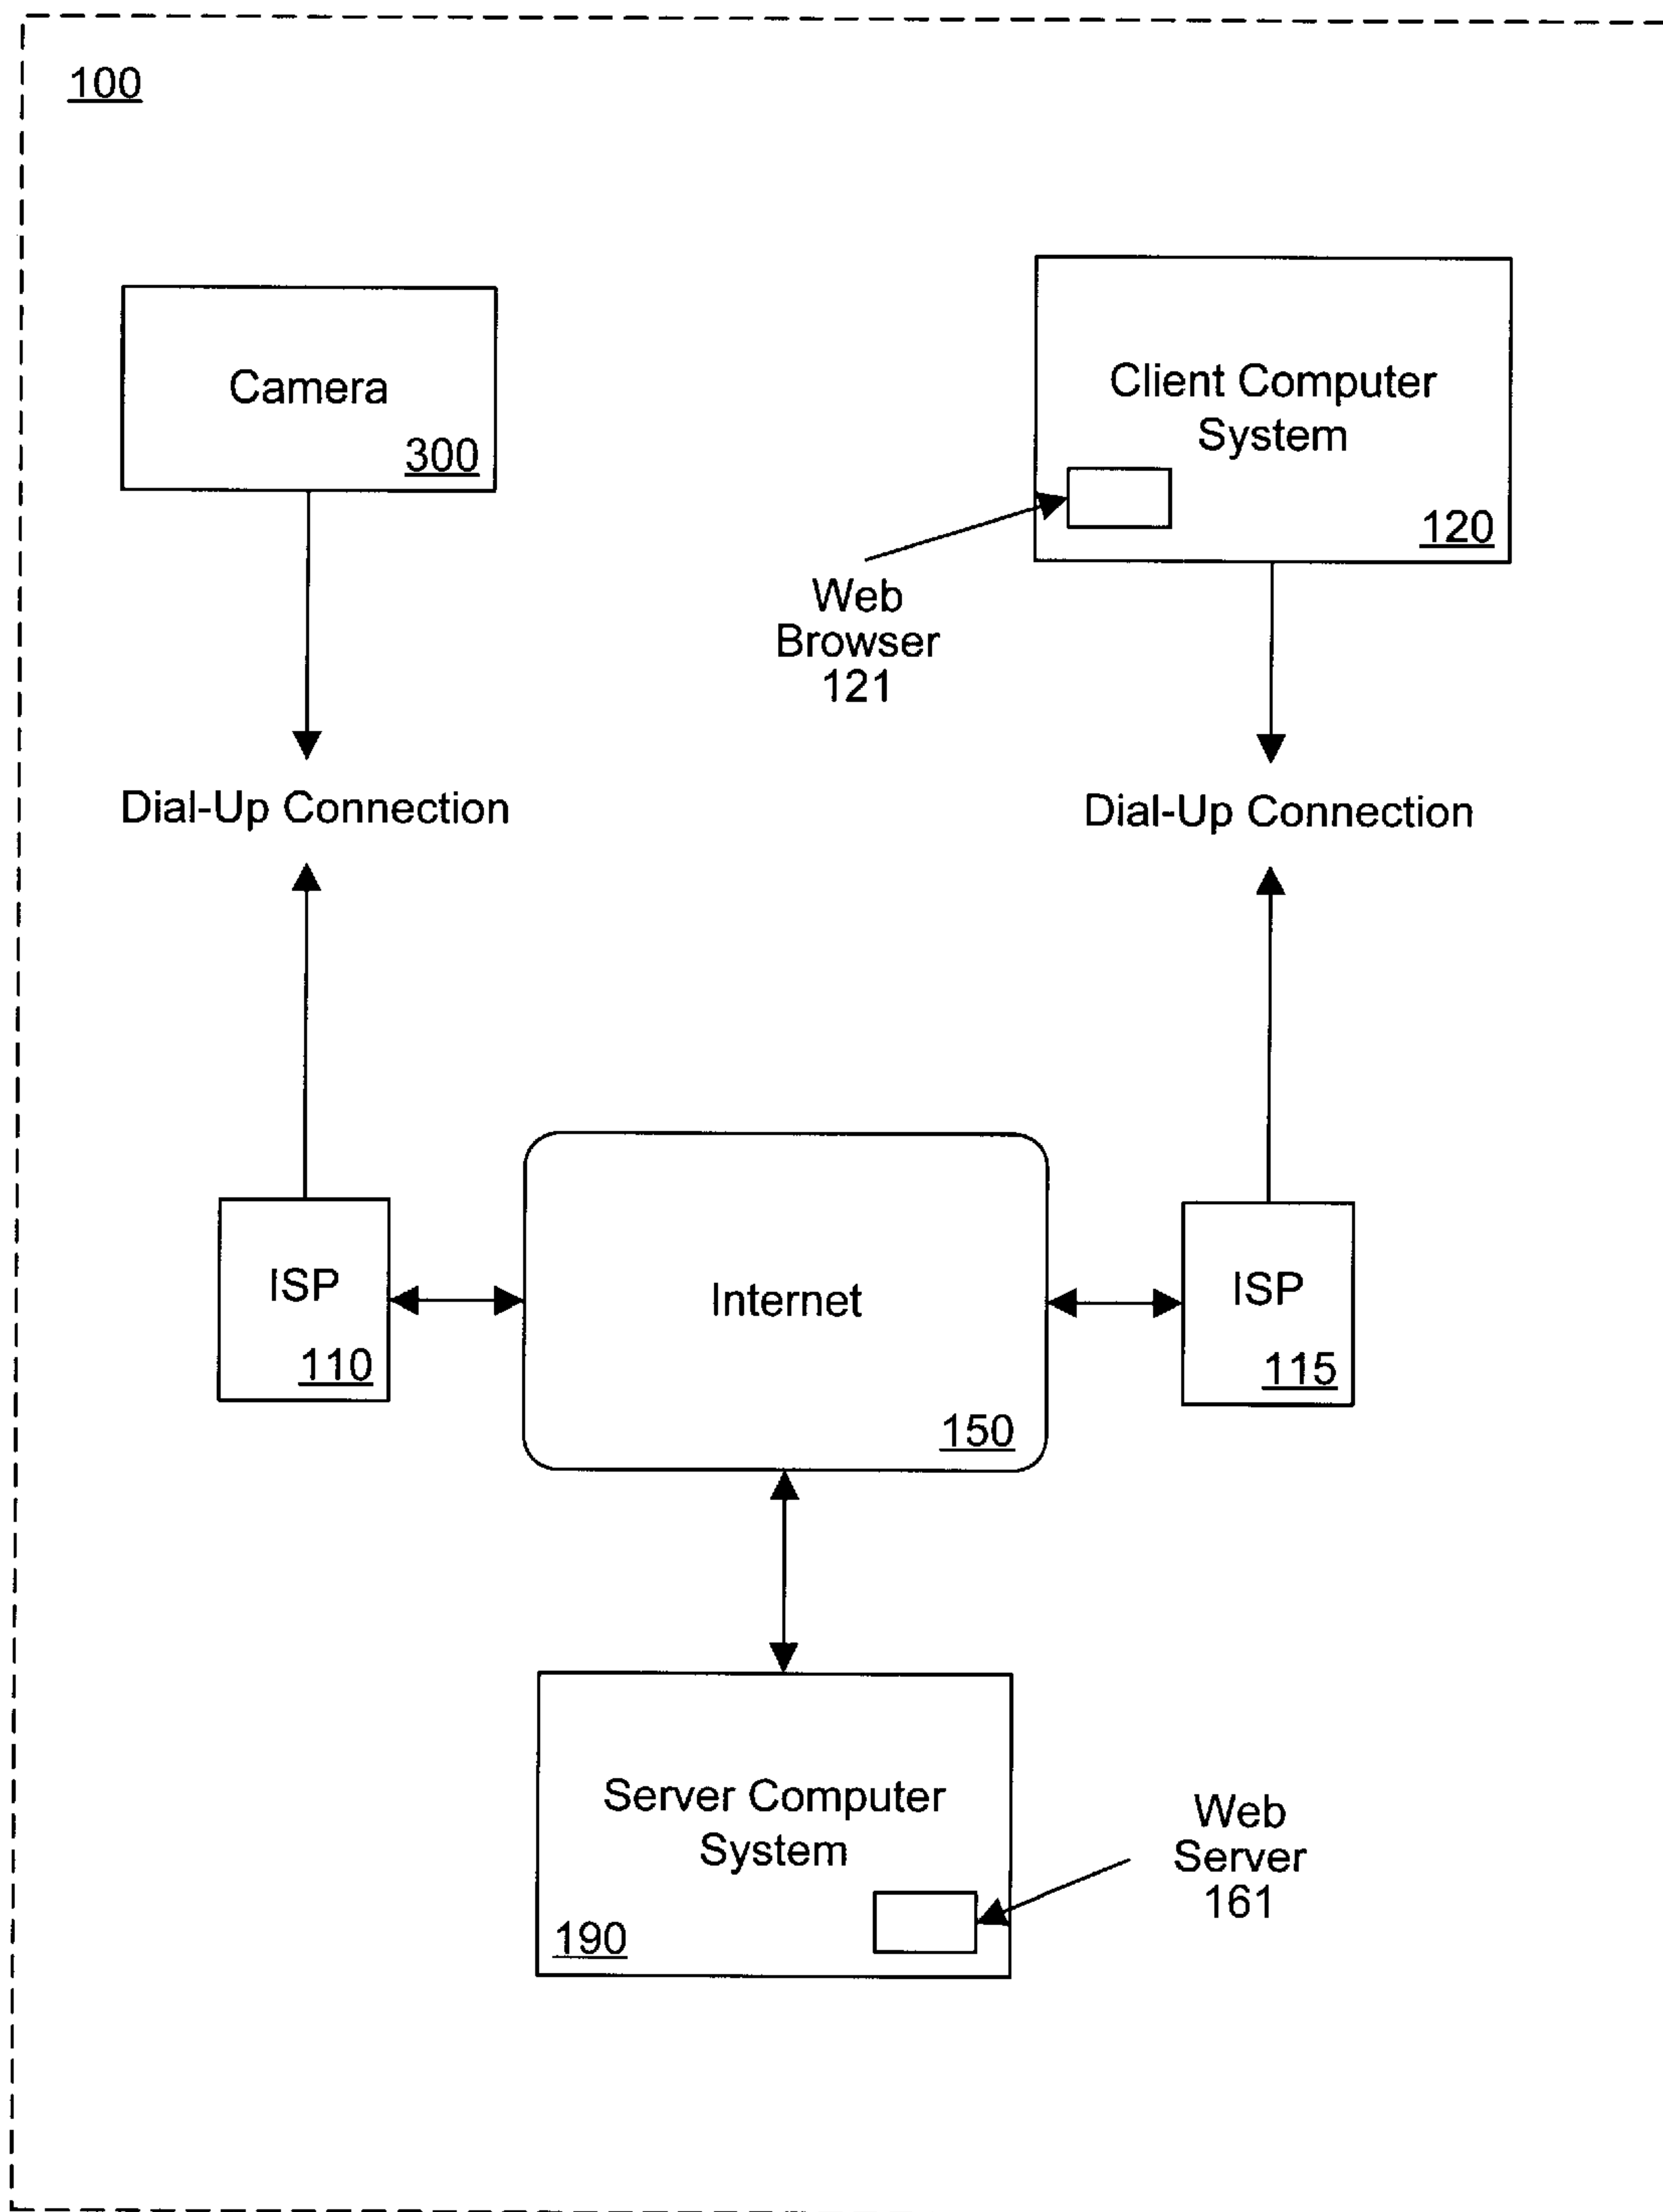 100
Camera
300
Client Computer
System
120
Web
Browser
121
Dial-Up Connection
Dial-Up Connection
ISP
110
Internet
150
ISP
115
Server Computer
System
190
Web
Server
161